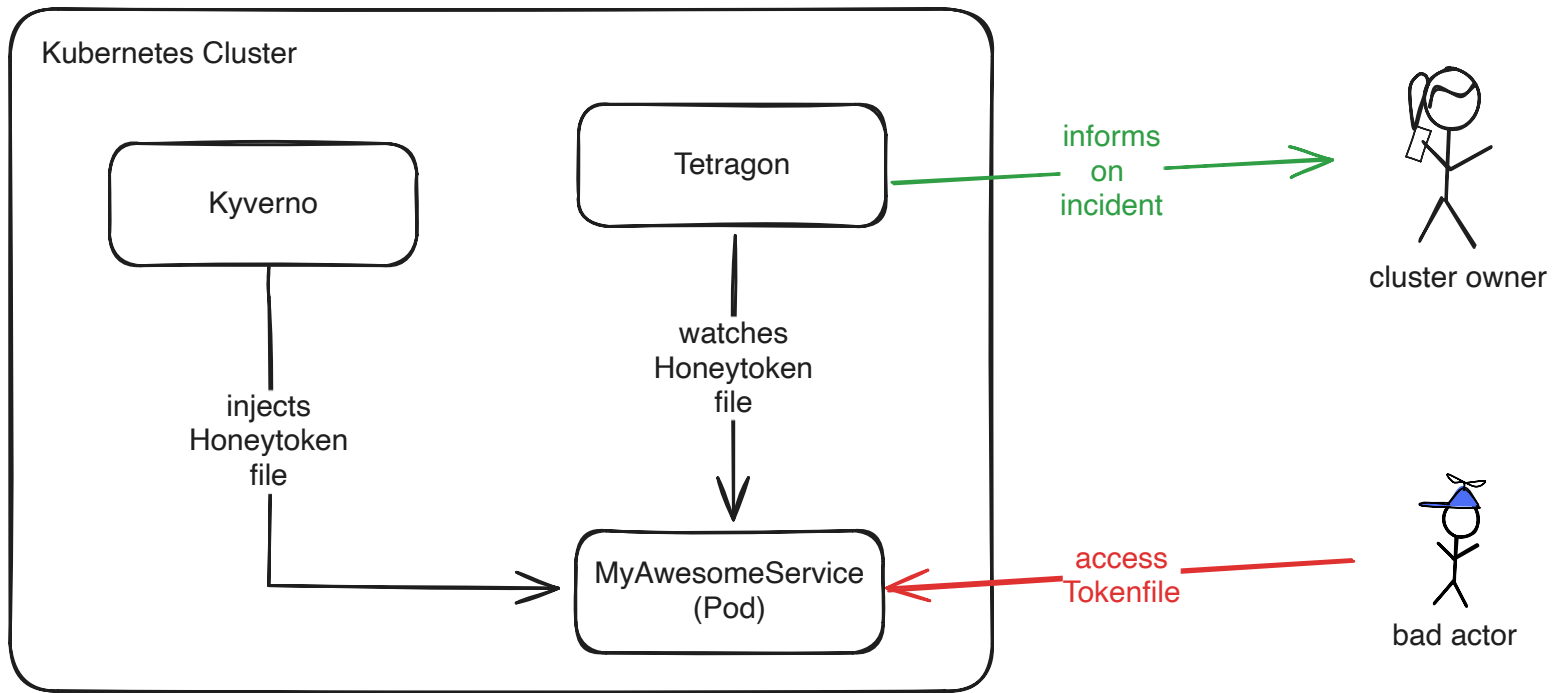 Kubernetes Cluster
Kyverno
Tetragon
informs
on
incident
cluster owner
injects
Honeytoken
file
watches
Honeytoken
file
MyAwesomeService
(Pod)
access
Tokenfile
bad actor